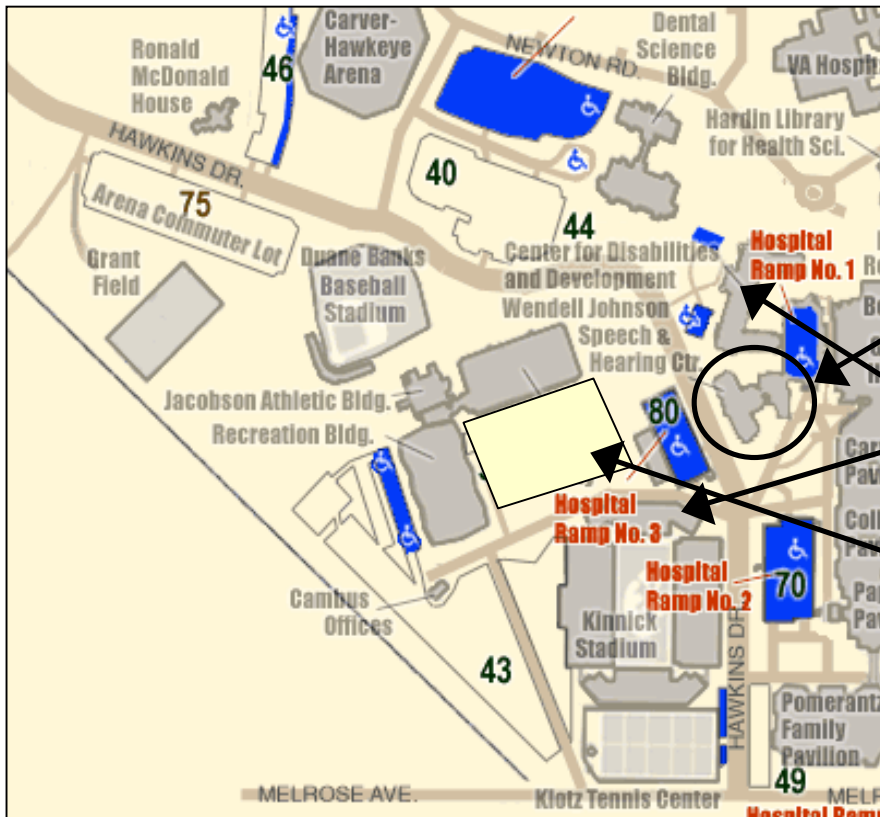 Carver-
Hawkeye
Arena
Ronald
McDonald
House
46
NEWTON RD.
Dental
Science
Bldg.
VA Hosp
Hardin Library
for Health Sci.
HAWKINS DR.
40
75
Arena Commuter Lot
44
Grant
Field
Duane Banks
Baseball
Stadium
Center for Disabilities
and Development
Wendell Johnson
Speech &
Hearing Ctr.
Hospital
Ramp No. 1
Jacobson Athletic Bldg.
Recreation Bldg.
80
Hospital
Ramp No. 3
Hospital
Ramp No. 2
70
Cambus
Offices
Kinnick
Stadium
43
HAWKINS DR.
Pomerantz
Family
Pavilion
49
MELROSE AVE.
Klotz Tennis Center
MELR